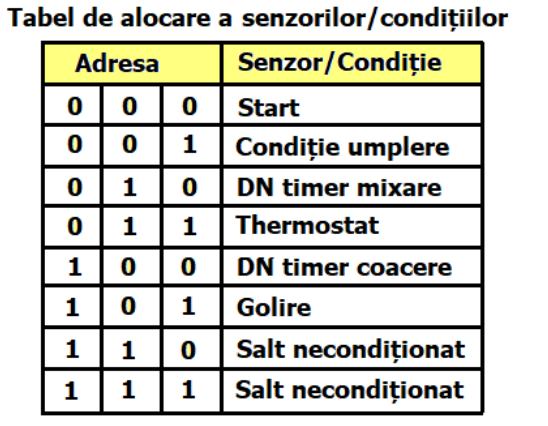 Tabel de alocare a senzorilor/condițiilor
Adresa Senzor/Condiție
0 0 0 Start
0 0 1 Condiție umplere
0 1 0 DN timer mixare
0 1 1 Thermostat
1 0 0 DN timer coacere
1 0 1 Golire
1 1 0 Salt necondiționat
1 1 1 Salt necondiționat